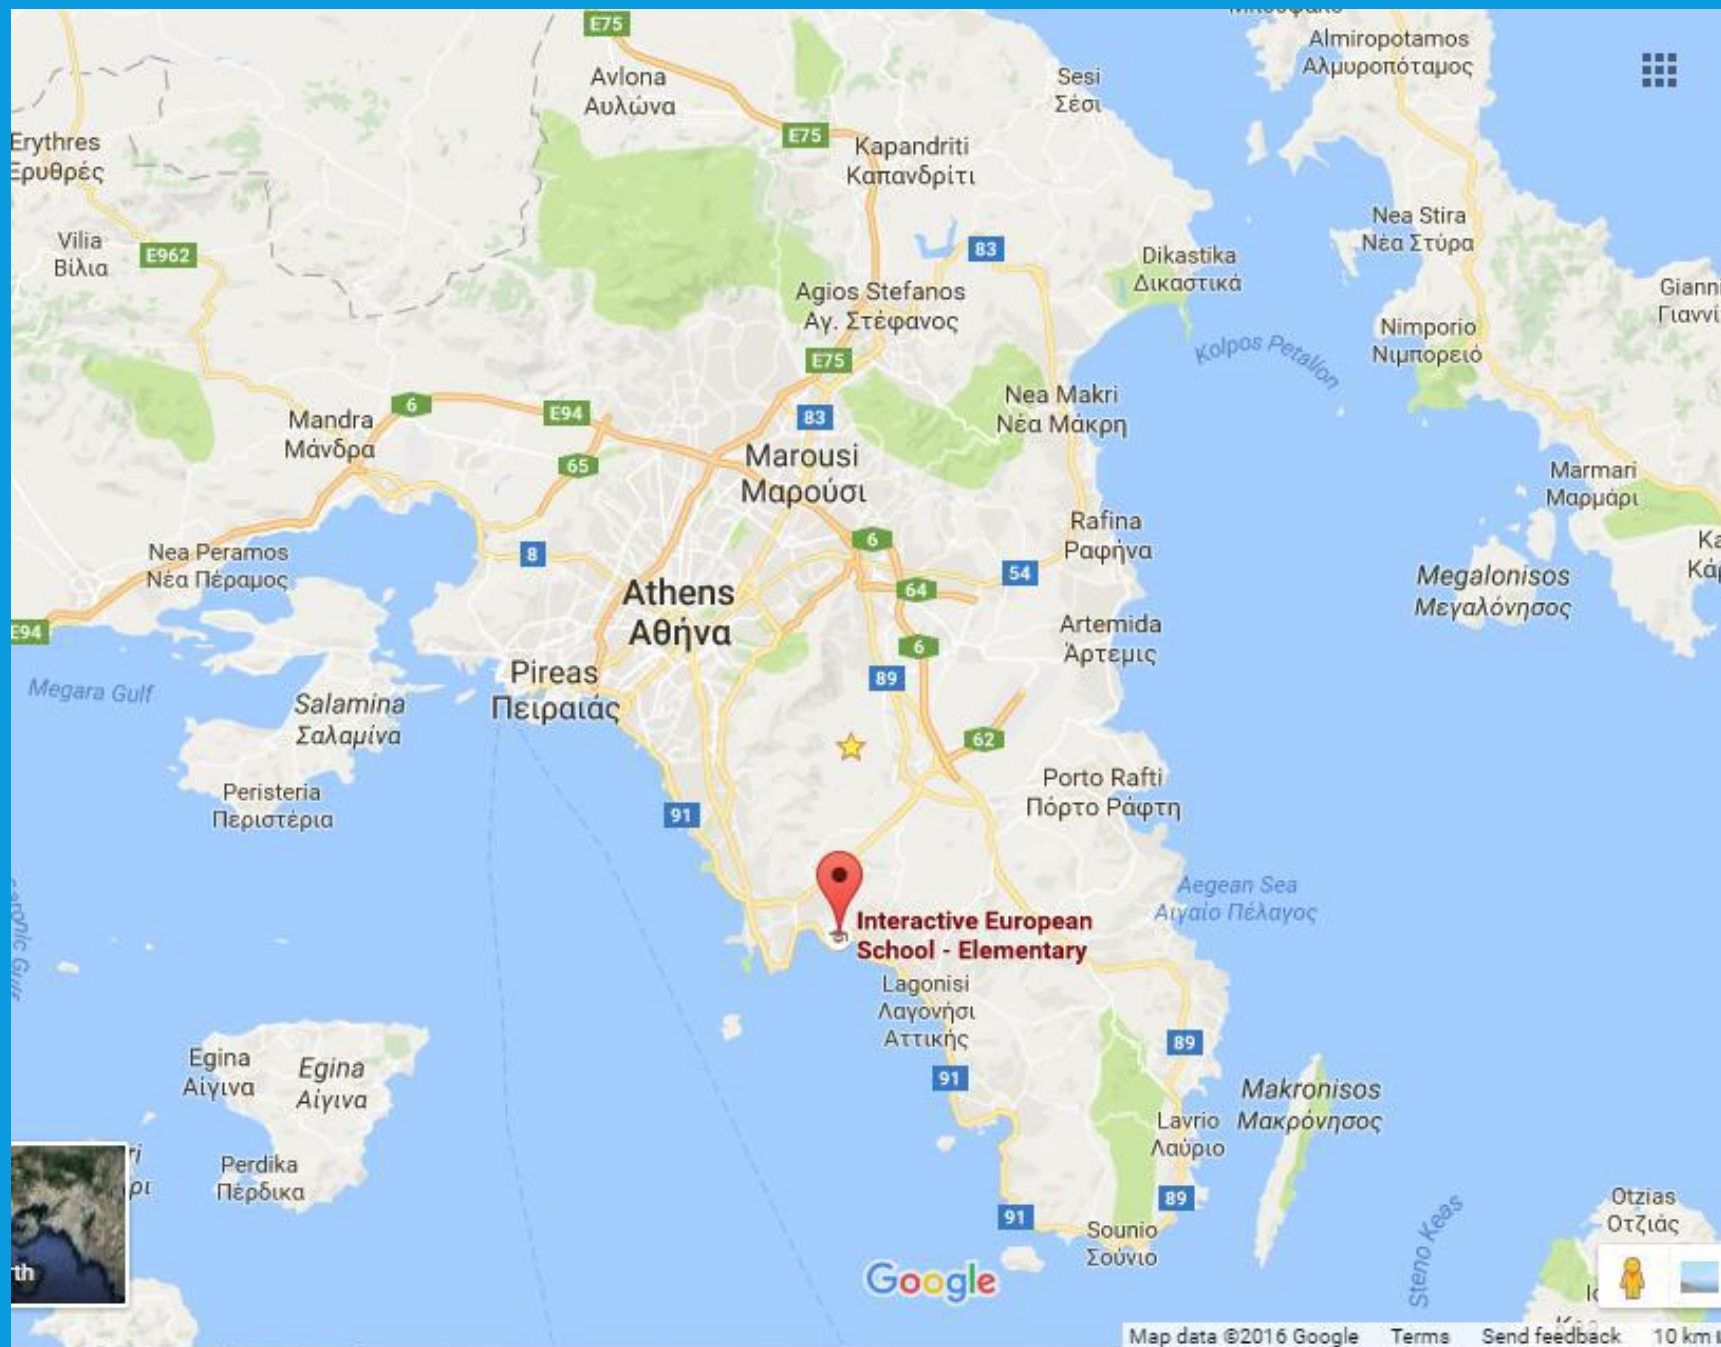 E75
Almiropotamos
Αλμυροπόταμος
Avlona
Αυλώνα
Sesi
Σέσι
E75
Erythres
Ερυθρές
Kapandriti
Καπανδρίτι
Nea Stira
Νέα Στύρα
Vilia
Βίλια
E962
83
Dikastika
Δικαστικά
Agios Stefanos
Αγ. Στέφανος
Nimporio
Νιμπορειό
E75
Kolpos Petalion
Nea Makri
Νέα Μάκρη
6
E94
83
Mandra
Μάνδρα
65
Marousi
Μαρούσι
Marmari
Μαρμάρι
Rafina
Ραφήνα
6
8
Nea Peramos
Νέα Πέραμος
54
Megalonisos
Μεγαλόνησος
Athens
Αθήνα
64
E94
Artemida
Άρτεμις
6
89
Pireas
Πειραιάς
Megara Gulf
Salamina
Σαλαμίνα
62
Peristeria
Περιστέρια
Porto Rafti
Πόρτο Ράφτη
91
Aegean Sea
Αιγαίο Πέλαγος
Interactive European
School - Elementary
Lagonisi
Λαγονήσι
Αττικής
Egina
Αίγινα
Egina
Αίγινα
89
91
Makronisos
Μακρόνησος
Lavrio
Λαύριο
Perdika
Πέρδικα
89
91
Sounio
Σούνιο
Otzias
Οτζιάς
Steno Keas
Google
Map data ©2016 Google Terms Send feedback 10 km